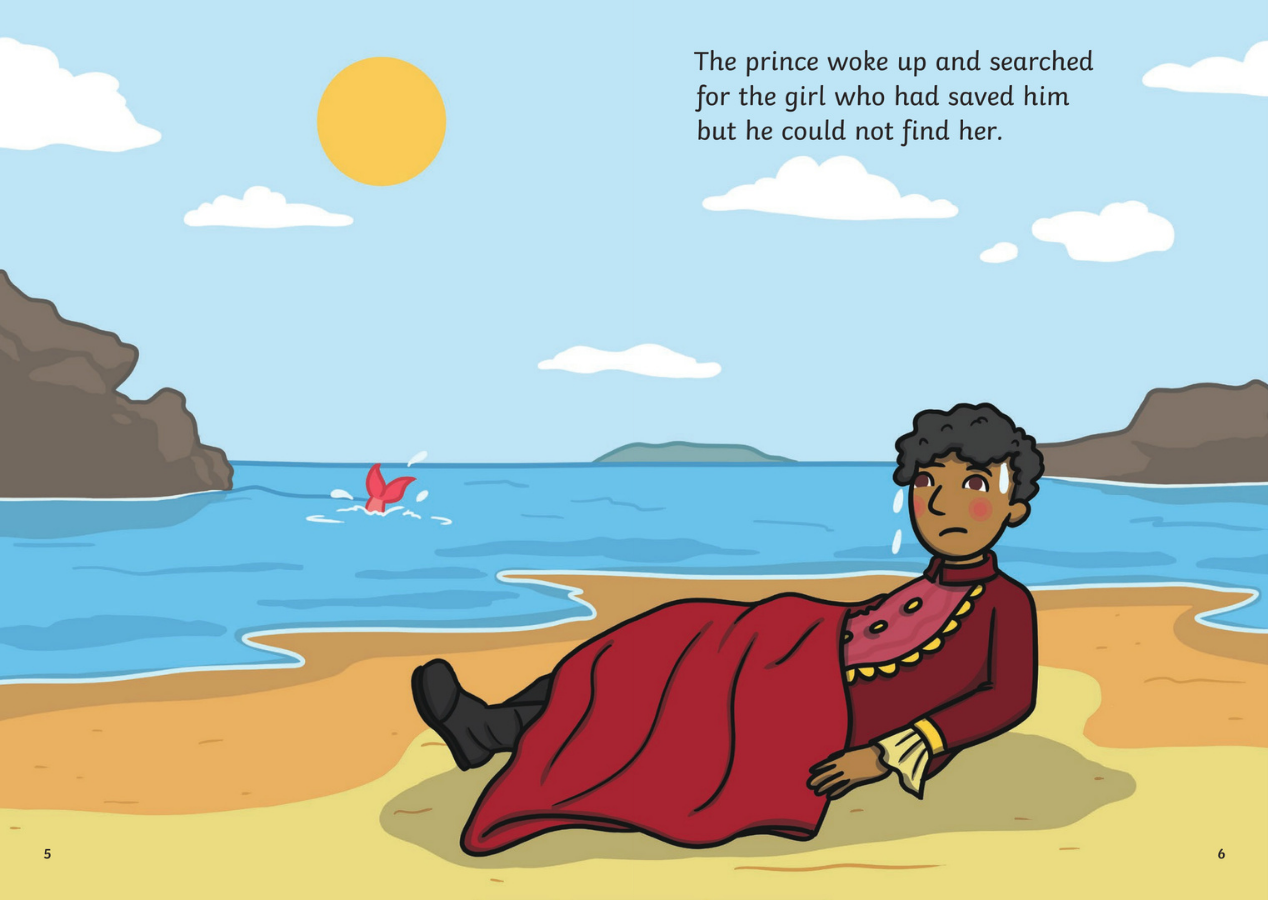 The prince woke up and searched
for the girl who had saved him
but he could not find her.
5
6